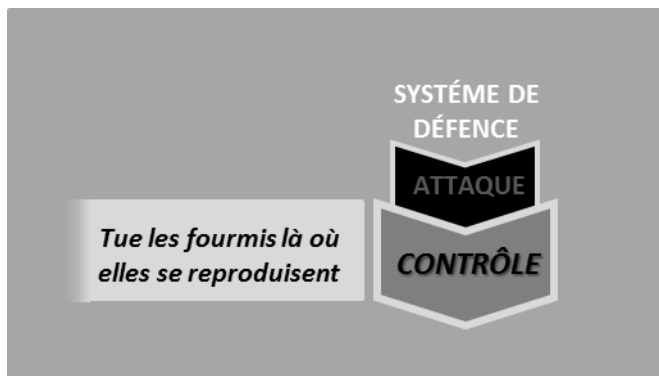 SYSTÉME DE
DÉFENCE
ATTAQUE
Tue les fourmis là où
elles se reproduisent
CONTRÔLE